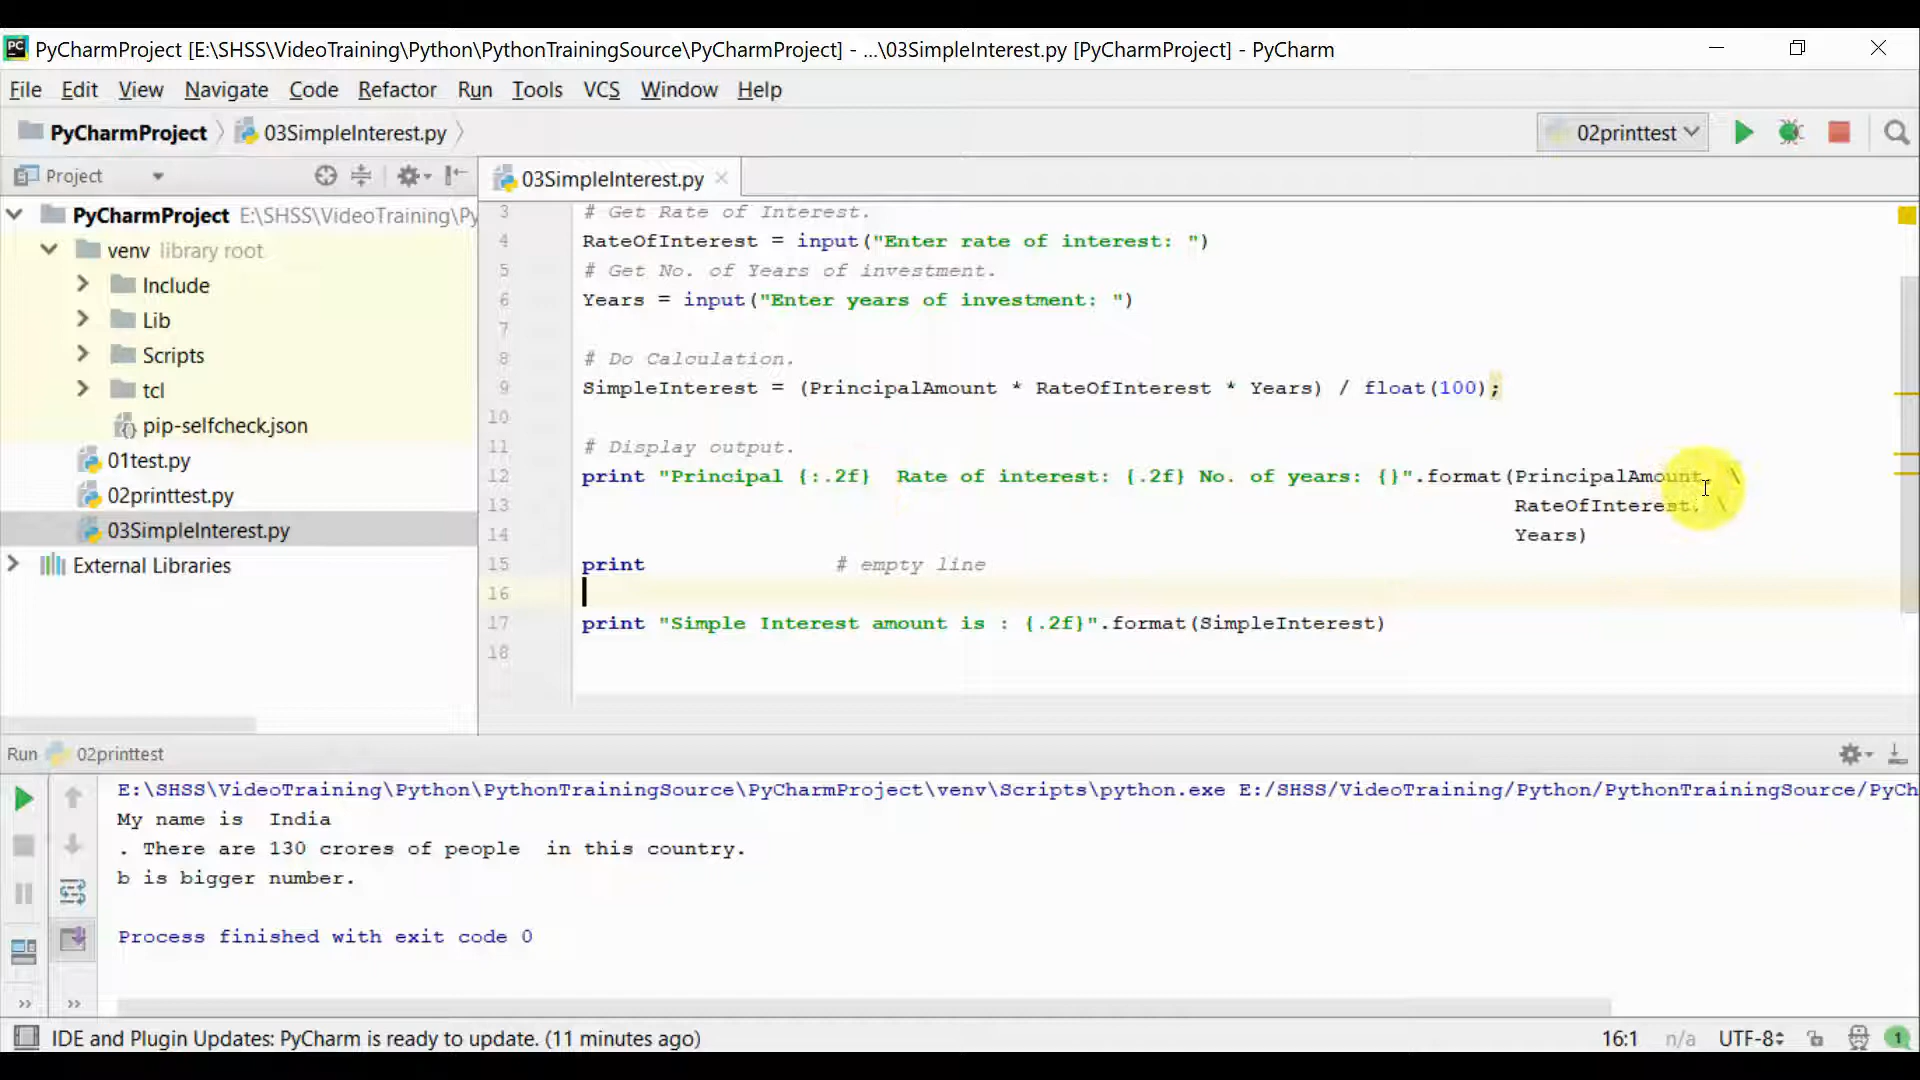 PyCharmProject [E:\SHSS\VideoTraining\Python\PythonTrainingSource\PyCharmProject] - ...\03SimpleInterest.py [PyCharmProject] - PyCharm
File Edit View Navigate Code Refactor Run Tools VCS Window Help
PyCharmProject 03SimpleInterest.py 02printtest
Project
PyCharmProject E:\SHSS\VideoTraining\Py
venv library root
Include
Lib
Scripts
tcl
pip-selfcheck.json
01test.py
02printtest.py
03SimpleInterest.py
External Libraries
03SimpleInterest.py
3 # Get Rate of Interest.
4 RateOfInterest = input("Enter rate of interest: ")
5 # Get No. of Years of investment.
6 Years = input("Enter years of investment: ")
7
8 # Do Calculation.
9 SimpleInterest = (PrincipalAmount * RateOfInterest * Years) / float(100);
10
11 # Display output.
12 print "Principal {:.2f}  Rate of interest: {.2f} No. of years: {}".format(PrincipalAmount, \
13 RateOfInterest, \
14 Years)
15 print # empty line
16
17 print "Simple Interest amount is : {.2f}".format(SimpleInterest)
18
Run 02printtest
E:\SHSS\VideoTraining\Python\PythonTrainingSource\PyCharmProject\venv\Scripts\python.exe E:/SHSS/VideoTraining/Python/PythonTrainingSource/PyCh
My name is  India
. There are 130 crores of people  in this country.
b is bigger number.
Process finished with exit code 0
IDE and Plugin Updates: PyCharm is ready to update. (11 minutes ago) 16:1 n/a UTF-8 1